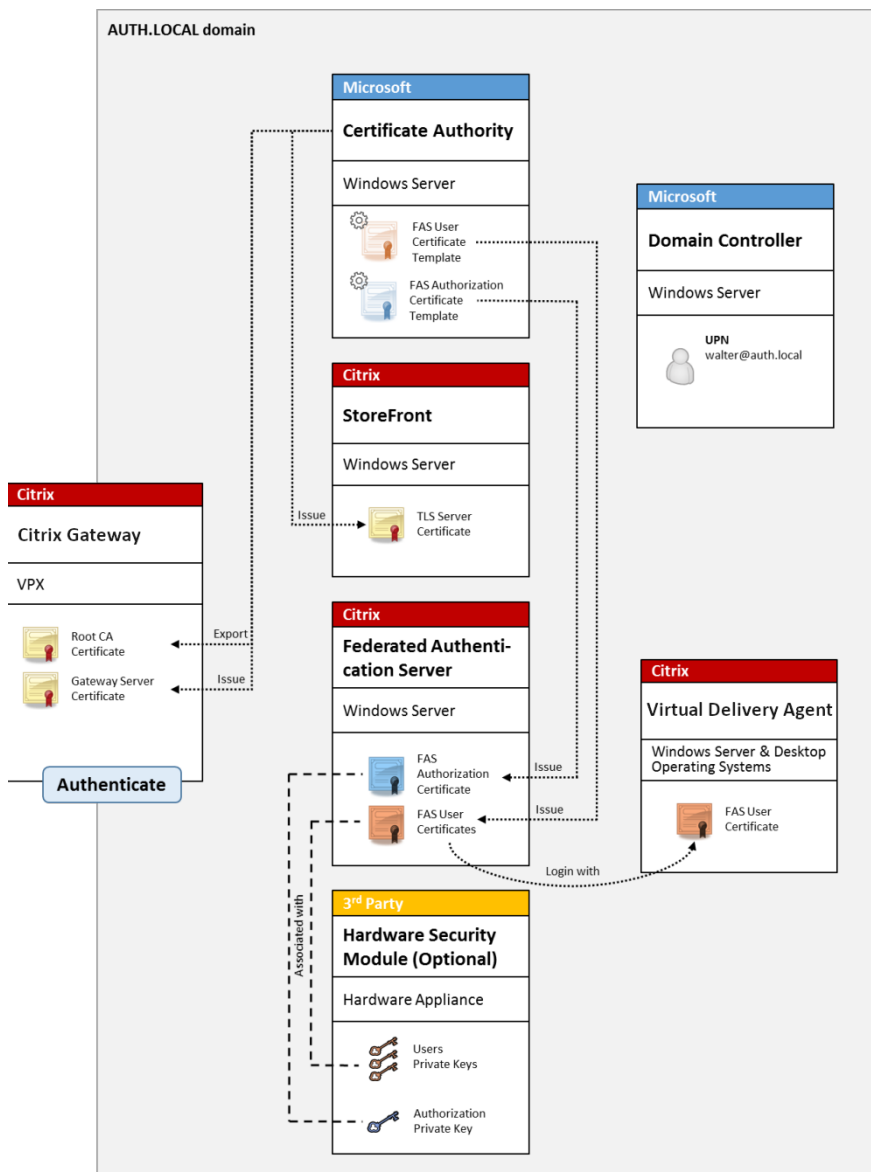 AUTH.LOCAL domain
Microsoft
Certificate Authority
Windows Server
FAS User
Certificate
Template
FAS Authorization
Certificate
Template
Microsoft
Domain Controller
Windows Server
UPN
walter@auth.local
Citrix
StoreFront
Windows Server
Issue
TLS Server
Certificate
Citrix
Citrix Gateway
VPX
Root CA
Certificate
Export
Gateway Server
Certificate
Issue
Authenticate
Citrix
Federated Authenti-
cation Server
Windows Server
FAS
Authorization
Certificate
Issue
FAS User
Certificates
Issue
Login with
Citrix
Virtual Delivery Agent
Windows Server & Desktop
Operating Systems
FAS User
Certificate
Associated with
3rd Party
Hardware Security
Module (Optional)
Hardware Appliance
Users
Private Keys
Authorization
Private Key